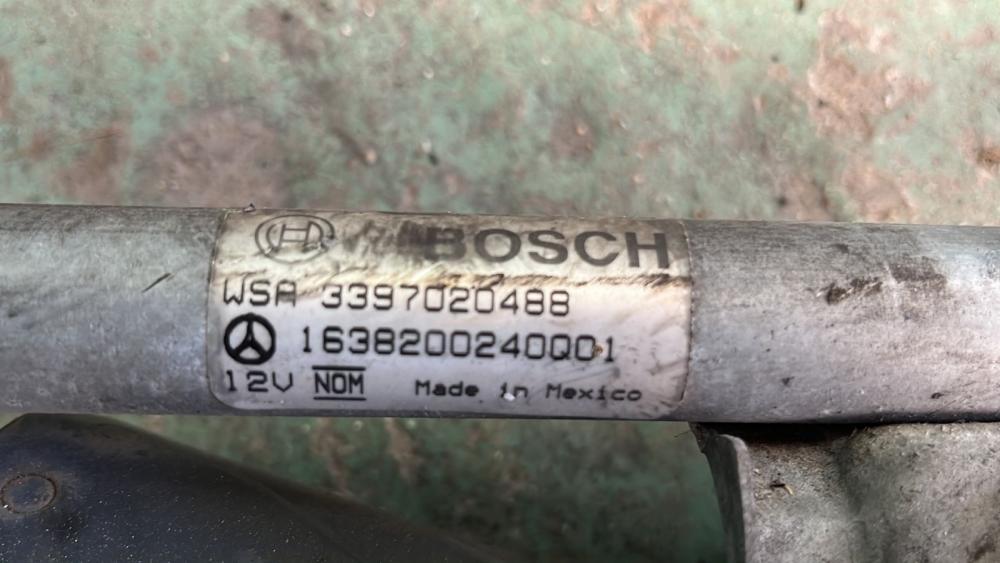 BOSCH
WSA 3397020488
1638200240Q01
12V NOM Made in Mexico